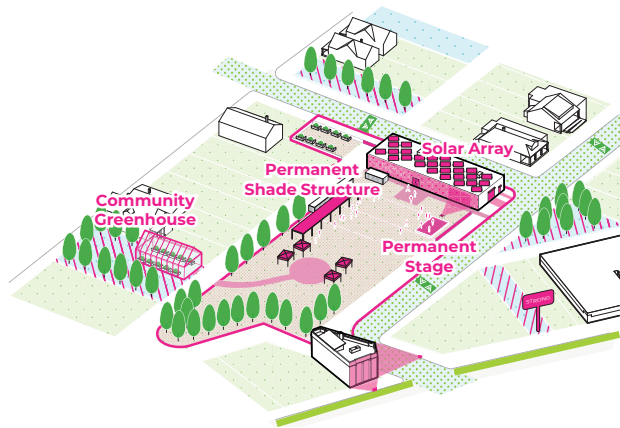 Solar Array
Permanent
Shade Structure
Community
Greenhouse
Permanent
Stage
STRONG